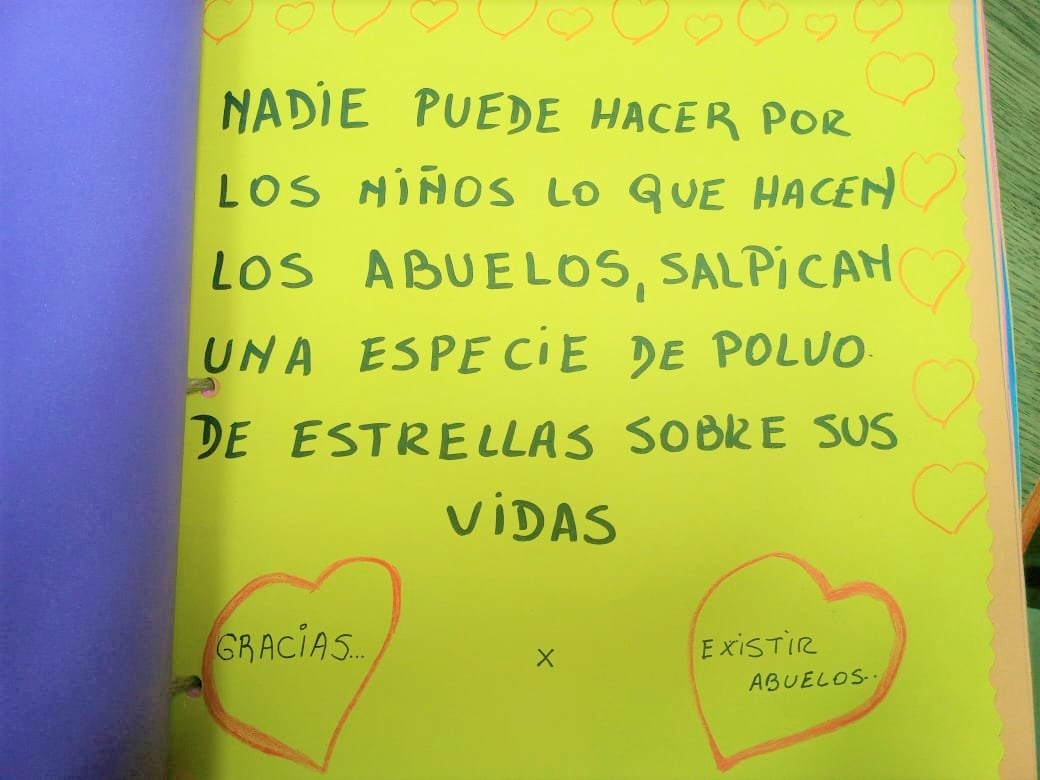 NADIE PUEDE HACER POR
LOS NIÑOS LO QUE HACEN
LOS ABUELOS, SALPICAN
UNA ESPECIE DE POLVO
DE ESTRELLAS SOBRE SUS
VIDAS
GRACIAS...
X
EXISTIR
ABUELOS..